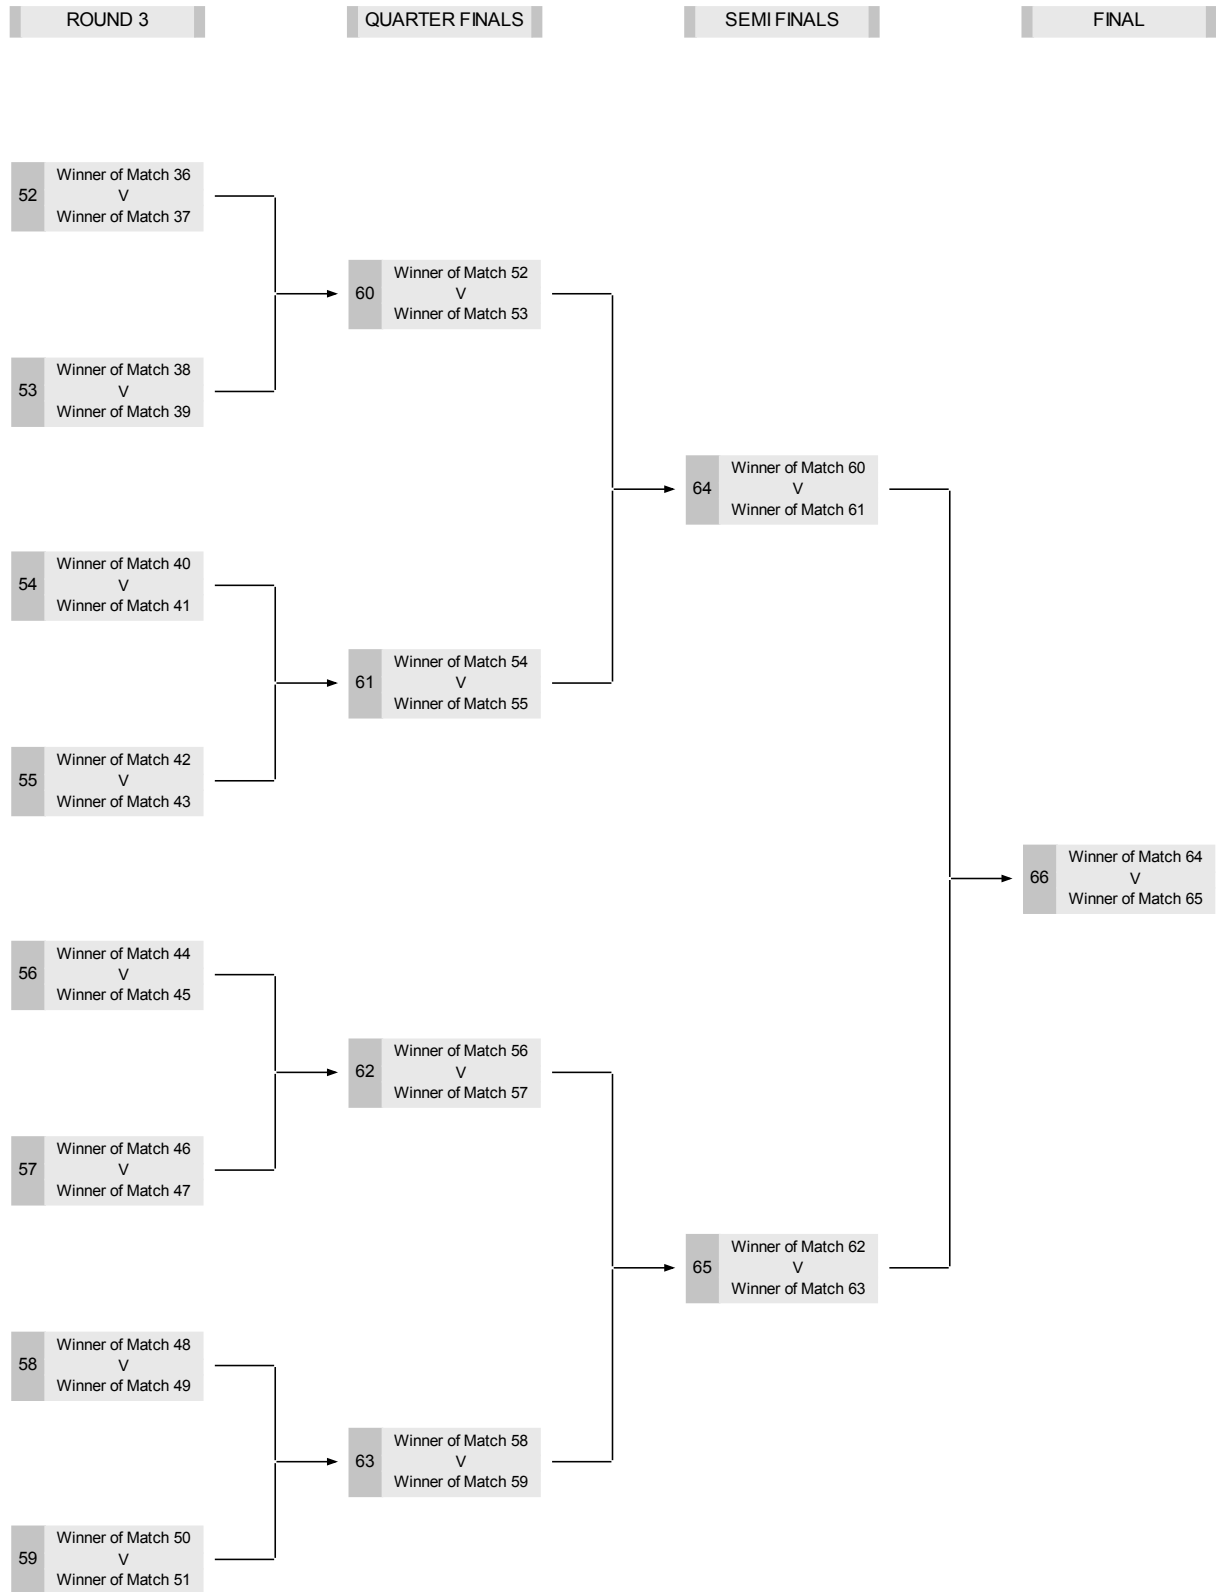 ROUND 3
QUARTER FINALS
SEMI FINALS
FINAL
52
Winner of Match 36
V
Winner of Match 37
53
Winner of Match 38
V
Winner of Match 39
54
Winner of Match 40
V
Winner of Match 41
55
Winner of Match 42
V
Winner of Match 43
56
Winner of Match 44
V
Winner of Match 45
57
Winner of Match 46
V
Winner of Match 47
58
Winner of Match 48
V
Winner of Match 49
59
Winner of Match 50
V
Winner of Match 51
60
Winner of Match 52
V
Winner of Match 53
61
Winner of Match 54
V
Winner of Match 55
62
Winner of Match 56
V
Winner of Match 57
63
Winner of Match 58
V
Winner of Match 59
64
Winner of Match 60
V
Winner of Match 61
65
Winner of Match 62
V
Winner of Match 63
66
Winner of Match 64
V
Winner of Match 65